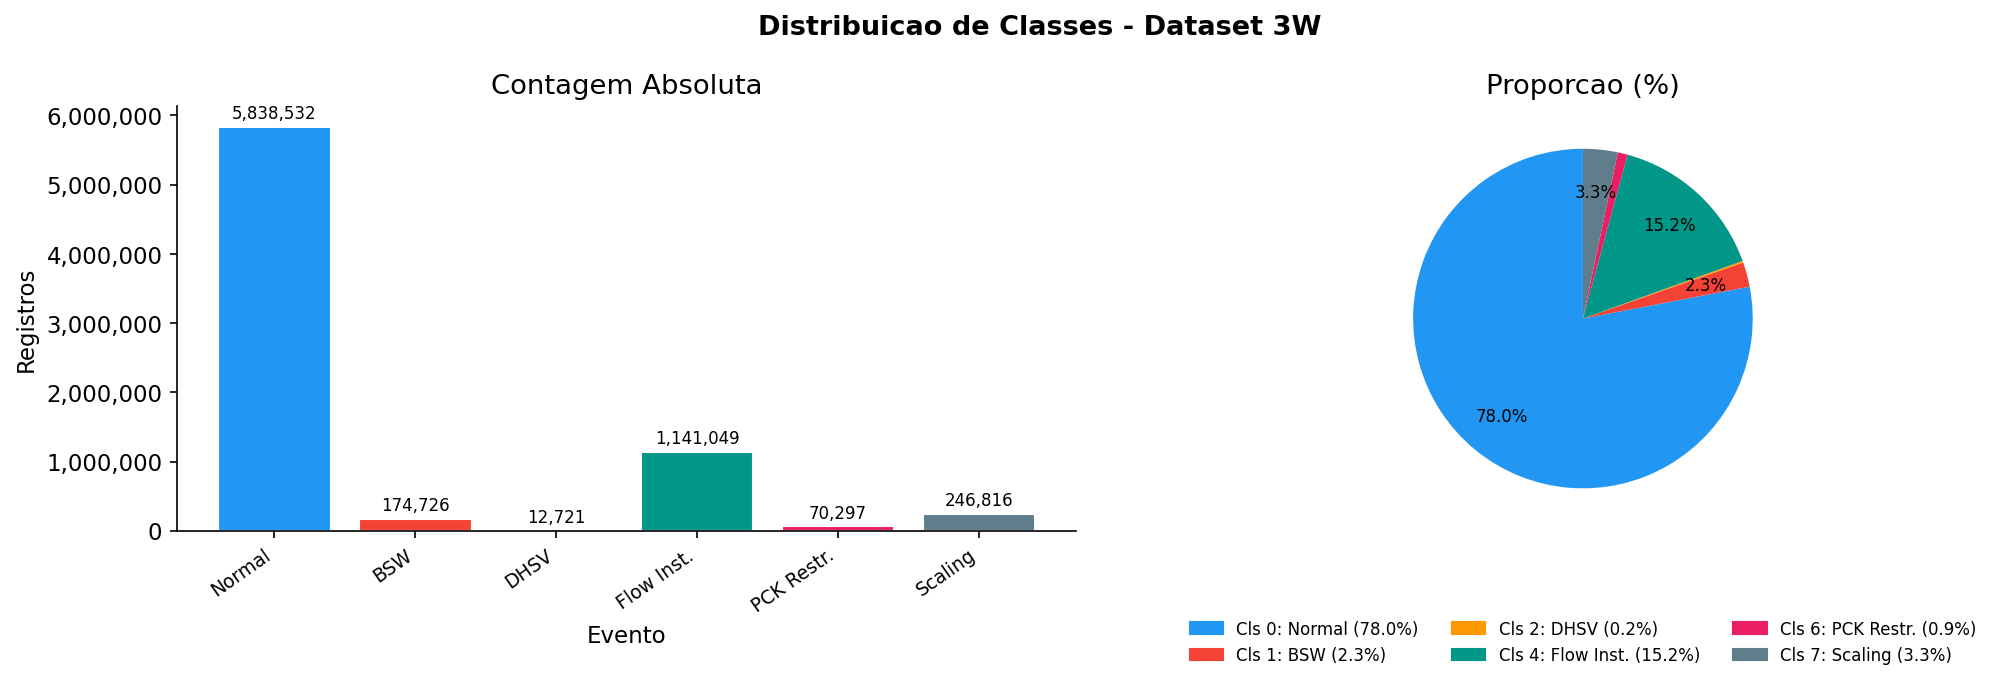 Distribuicao de Classes - Dataset 3W
Contagem Absoluta
Registros
6,000,000
5,000,000
4,000,000
3,000,000
2,000,000
1,000,000
0
5,838,532
174,726
12,721
1,141,049
70,297
246,816
Normal
BSW
DHSV
Flow Inst.
PCK Restr.
Scaling
Evento
Proporcao (%)
3.3%
15.2%
2.3%
78.0%
Cls 0: Normal (78.0%)
Cls 1: BSW (2.3%)
Cls 2: DHSV (0.2%)
Cls 4: Flow Inst. (15.2%)
Cls 6: PCK Restr. (0.9%)
Cls 7: Scaling (3.3%)